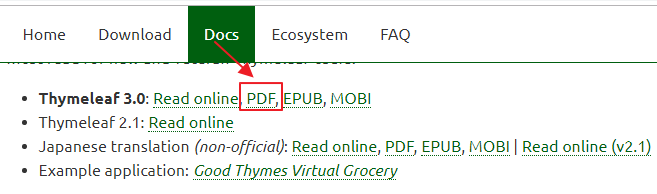 Home Download Docs Ecosystem FAQ
Thymeleaf 3.0: Read online, PDF, EPUB, MOBI
Thymeleaf 2.1: Read online
Japanese translation (non-official): Read online, PDF, EPUB, MOBI | Read online (v2.1)
Example application: Good Thymes Virtual Grocery